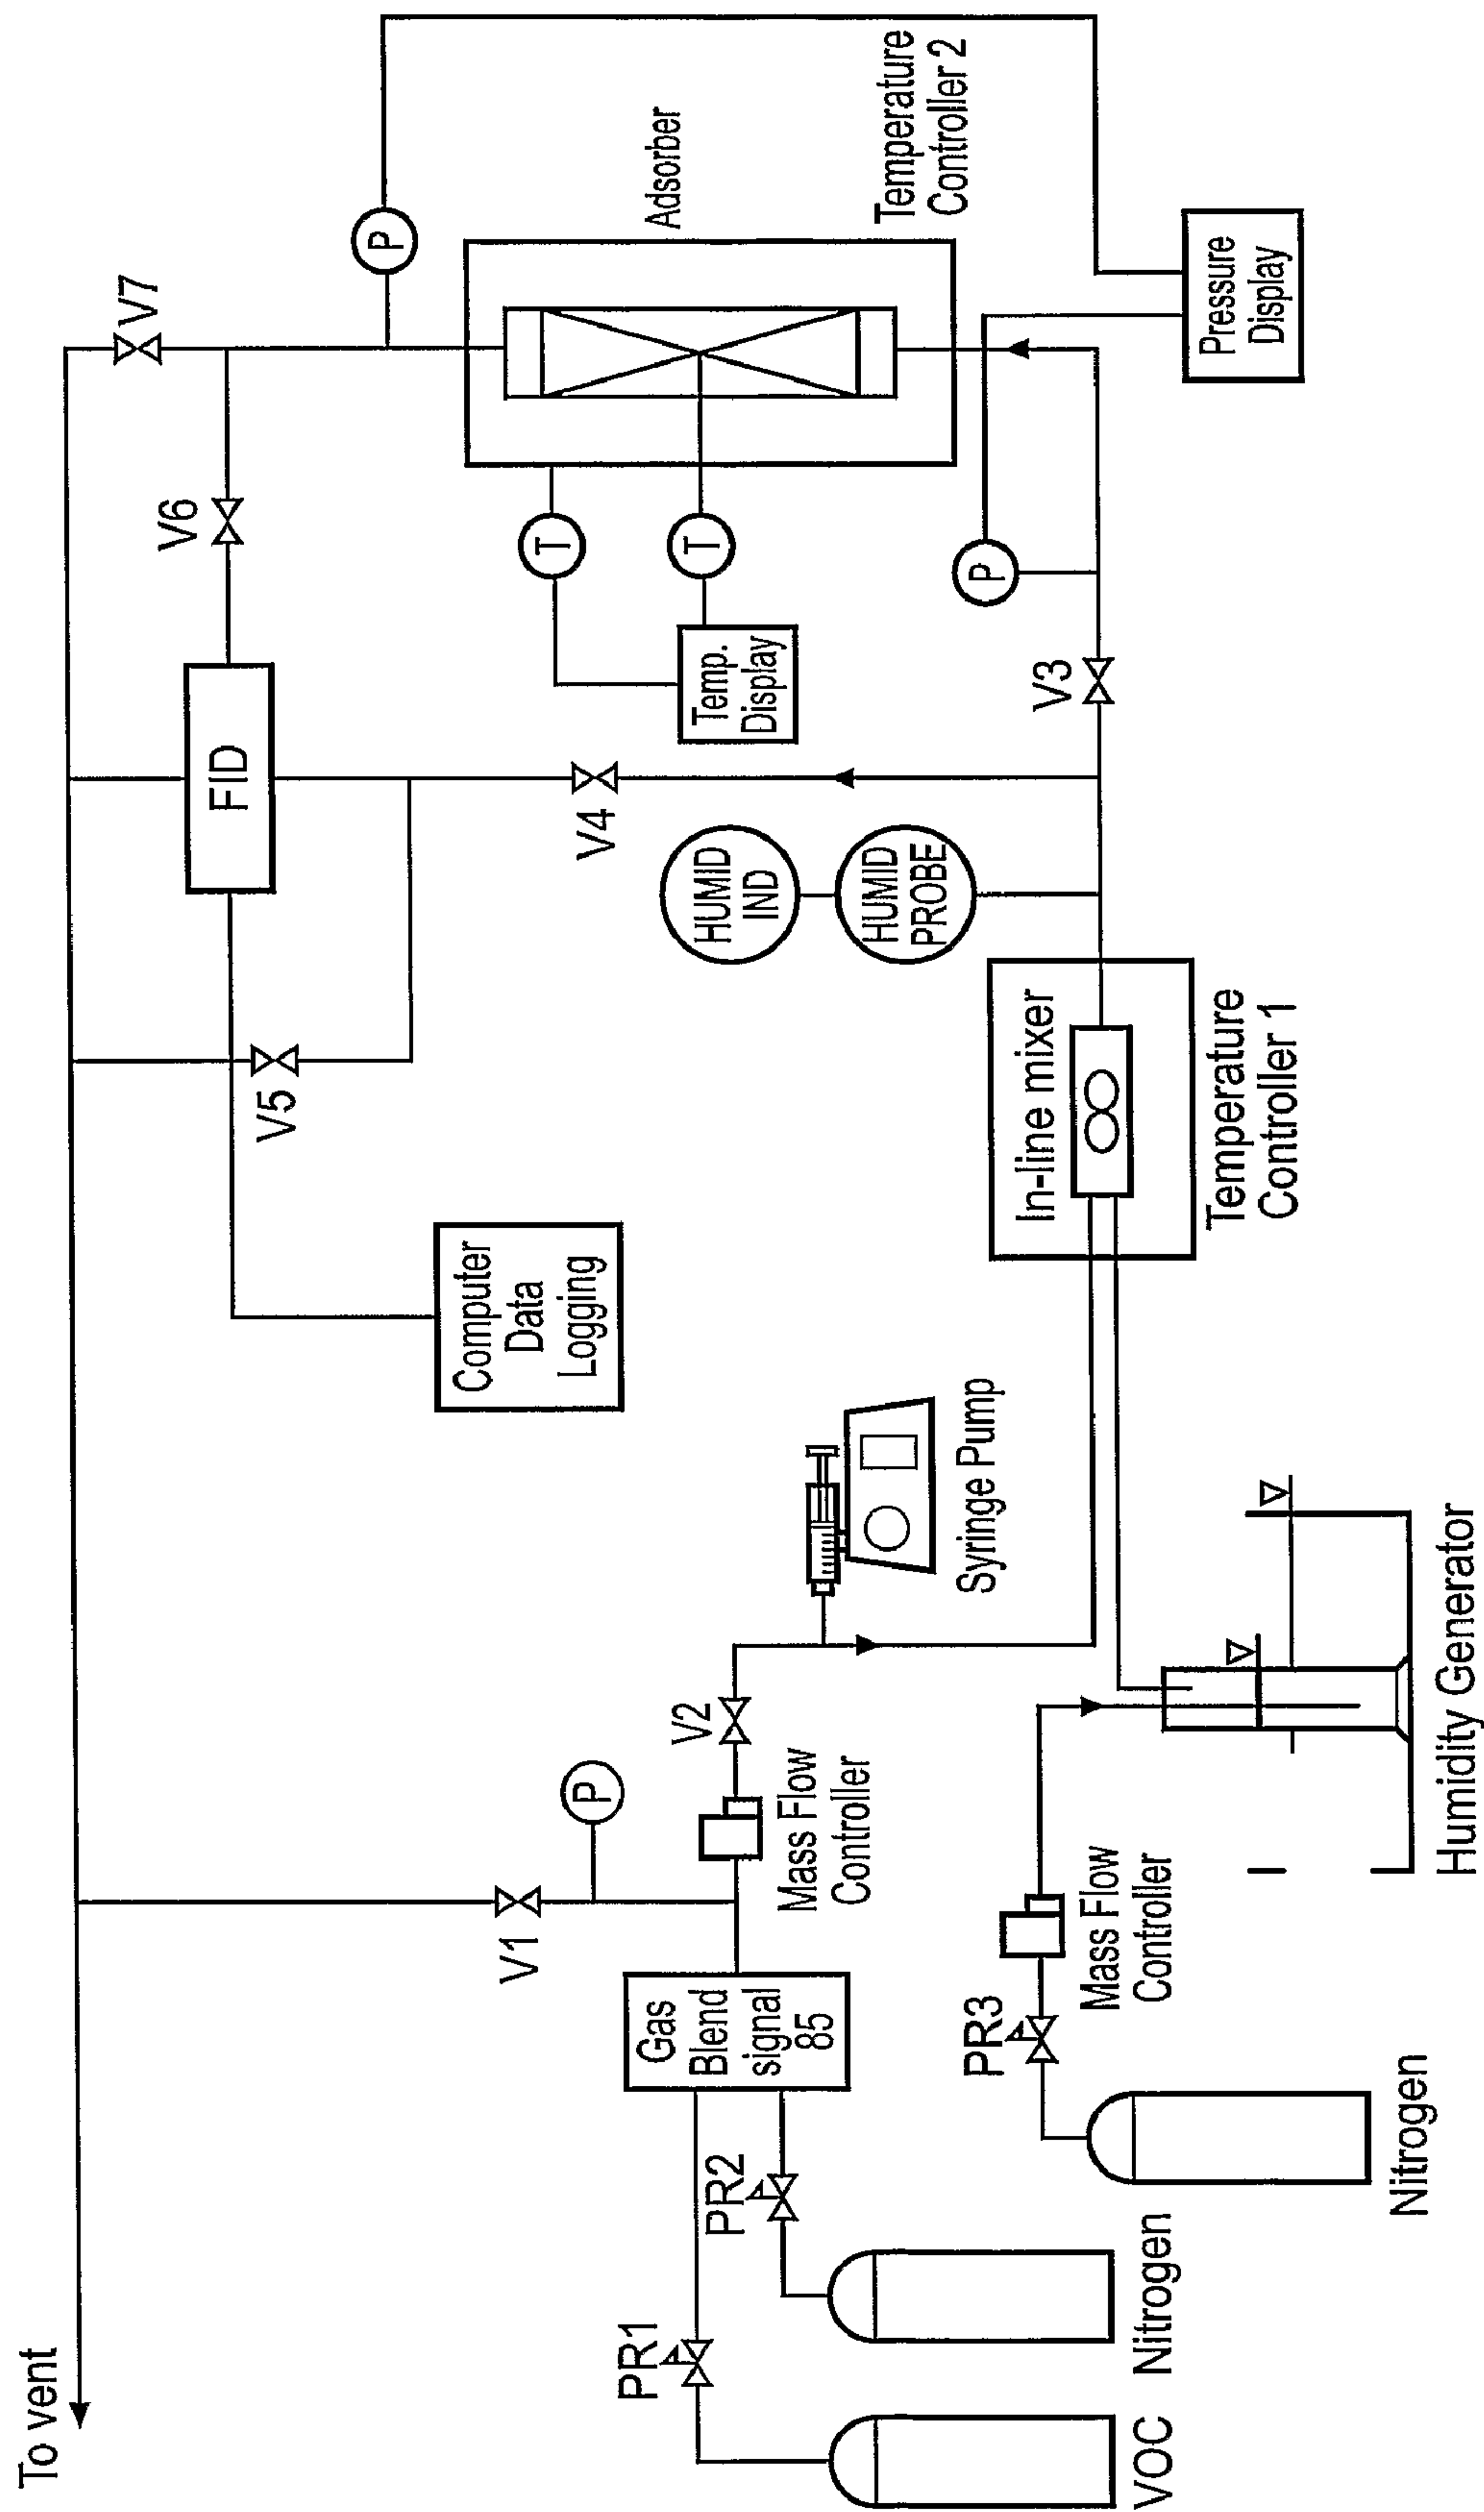 To vent
V7
V6
P
Adsorber
Temperature
Controller 2
FID
T
T
Temp.
Display
V5
V4
P
Pressure
Display
V3
HUMID
IND
HUMID
PROBE
Computer
Data
Logging
In-line mixer
Temperature
Controller 1
Syringe Pump
V1
P
V2
Mass Flow
Controller
Gas
Blend
signal
85
PR1
PR2
PR3
Mass Flow
Controller
Humidity Generator
VOC
Nitrogen
Nitrogen